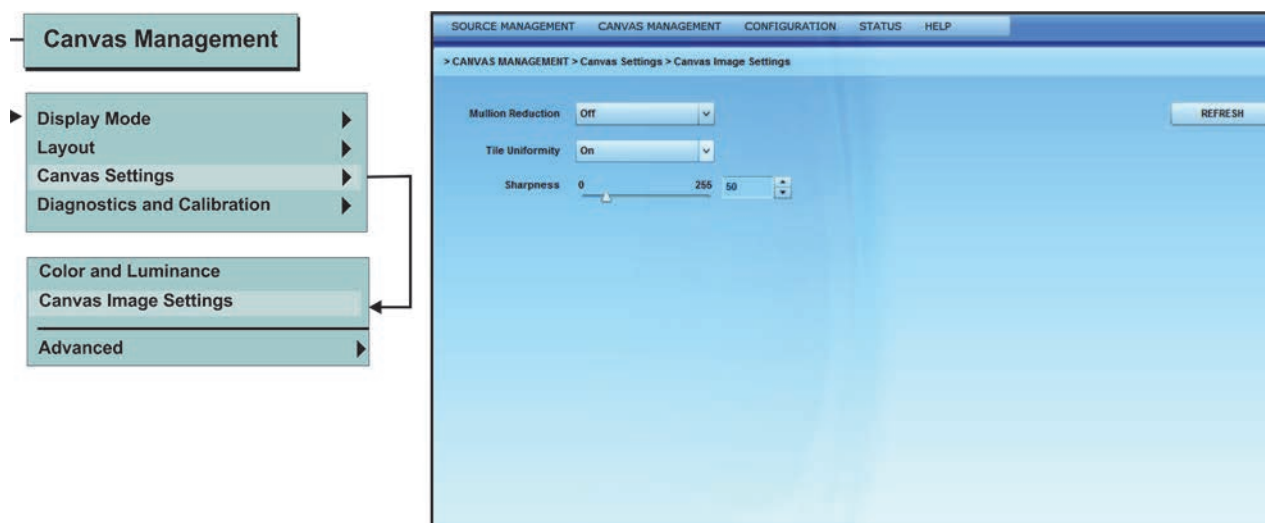 Canvas Management
Display Mode
Layout
Canvas Settings
Diagnostics and Calibration
Color and Luminance
Canvas Image Settings
Advanced
SOURCE MANAGEMENT CANVAS MANAGEMENT CONFIGURATION STATUS HELP
> CANVAS MANAGEMENT > Canvas Settings > Canvas Image Settings
Mullion Reduction Off
REFRESH
Tile Uniformity On
Sharpness 0 255 50